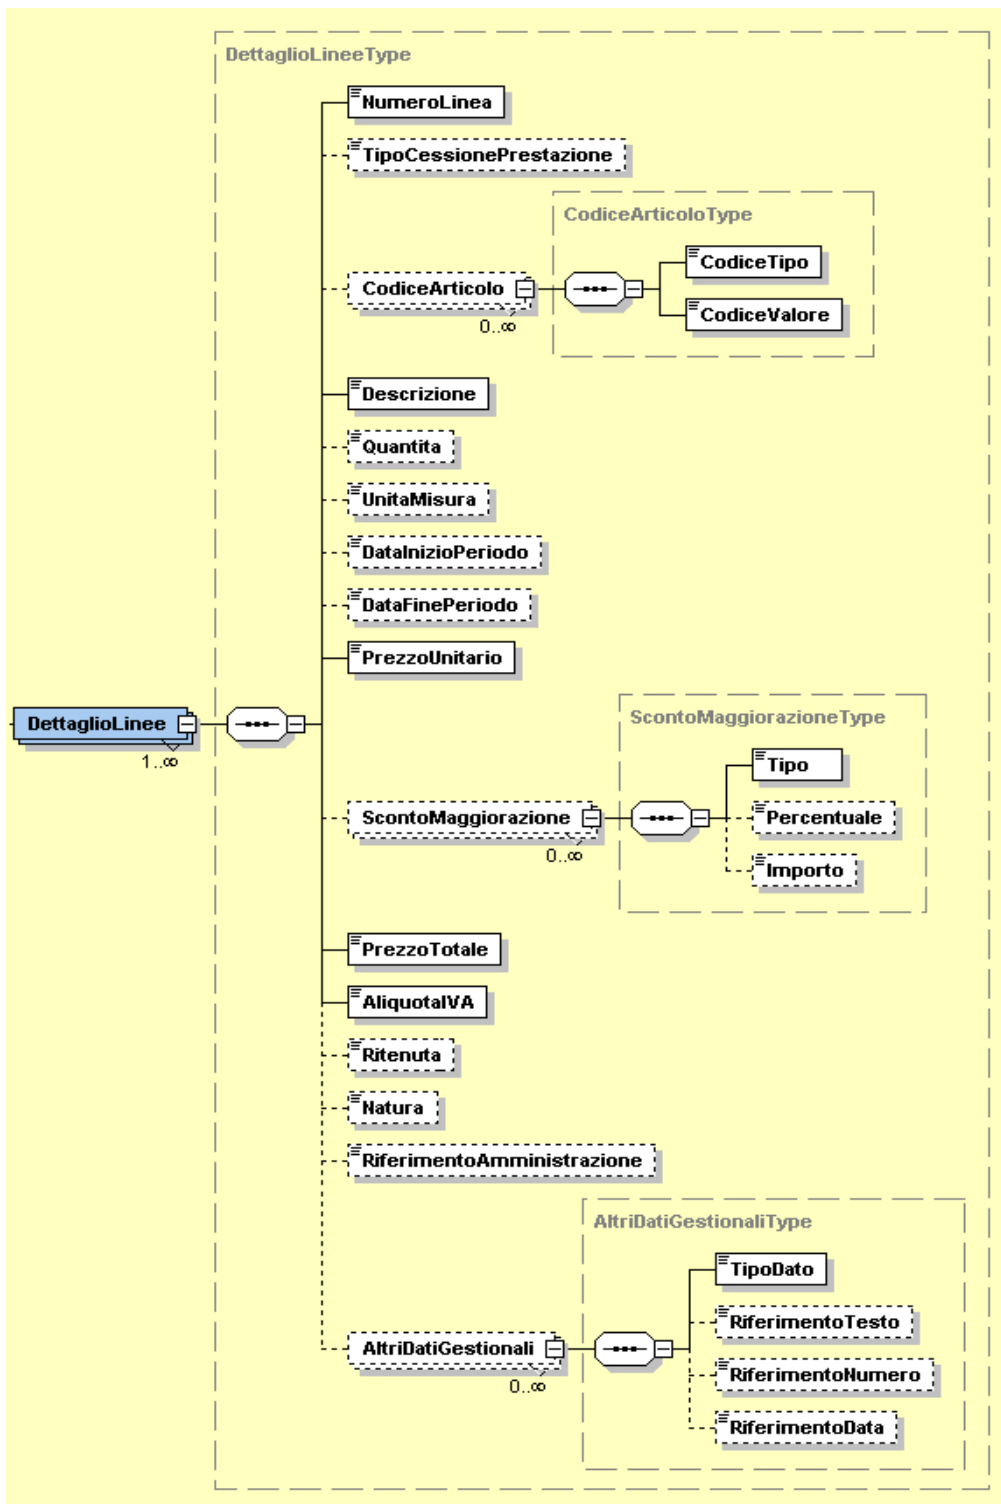 DettaglioLineeType
NumeroLinea
TipoCessionePrestazione
CodiceArticoloType
CodiceTipo
CodiceArticolo
CodiceValore
0..∞
Descrizione
Quantita
UnitaMisura
DataInizioPeriodo
DataFinePeriodo
PrezzoUnitario
DettaglioLinee
1..∞
ScontoMaggiorazioneType
Tipo
ScontoMaggiorazione
Percentuale
0..∞
Importo
PrezzoTotale
AliquotaIVA
Ritenuta
Natura
RiferimentoAmministrazione
AltriDatiGestionaliType
TipoDato
RiferimentoTesto
AltriDatiGestionali
0..∞
RiferimentoNumero
RiferimentoData